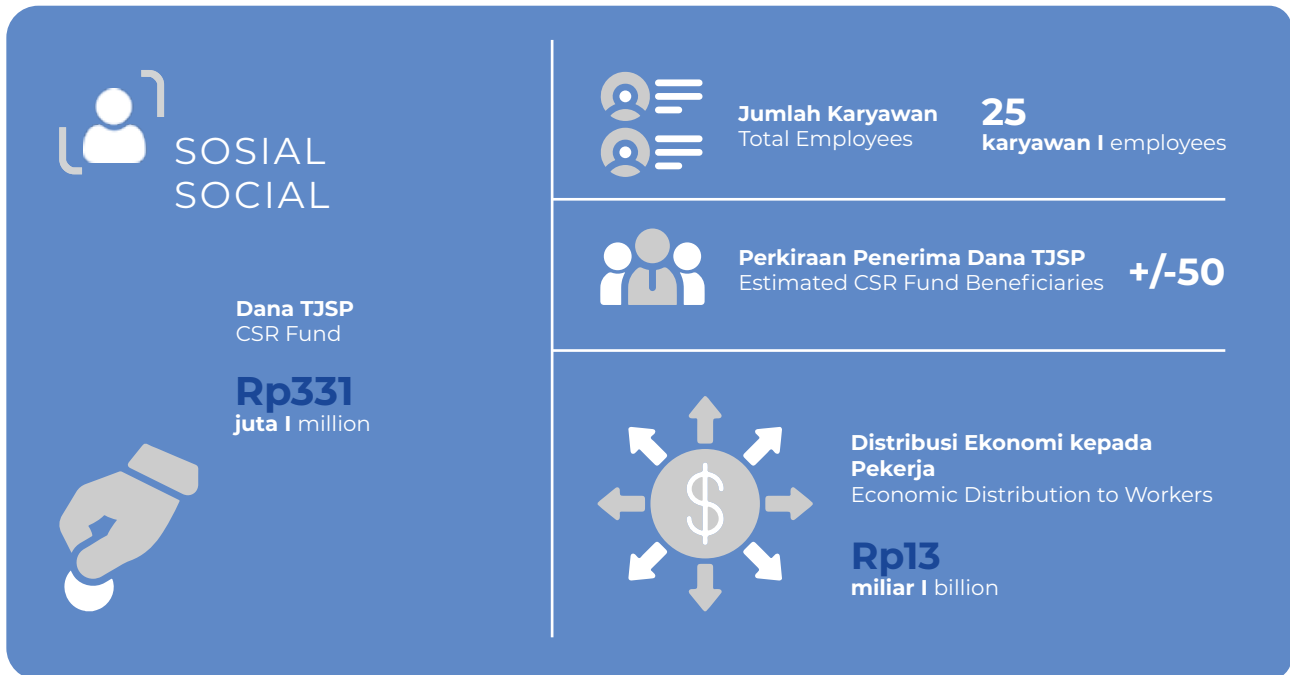 SOSIAL
SOCIAL
Dana TJSP
CSR Fund
Rp331
juta I million
Jumlah Karyawan
Total Employees
25
karyawan I employees
Perkiraan Penerima Dana TJSP
Estimated CSR Fund Beneficiaries
+/-50
Distribusi Ekonomi kepada
Pekerja
Economic Distribution to Workers
Rp13
miliar I billion